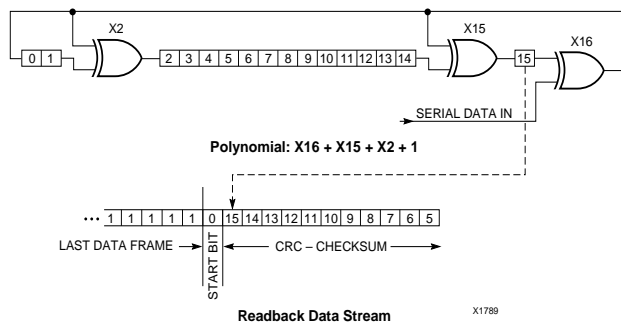 X2
X15
X16
0 1
2 3 4 5 6 7 8 9 10 11 12 13 14
15
SERIAL DATA IN
Polynomial: X16 + X15 + X2 + 1
••• 1 1 1 1 1 0 15 14 13 12 11 10 9 8 7 6 5
LAST DATA FRAME
START BIT
CRC – CHECKSUM
Readback Data Stream
X1789